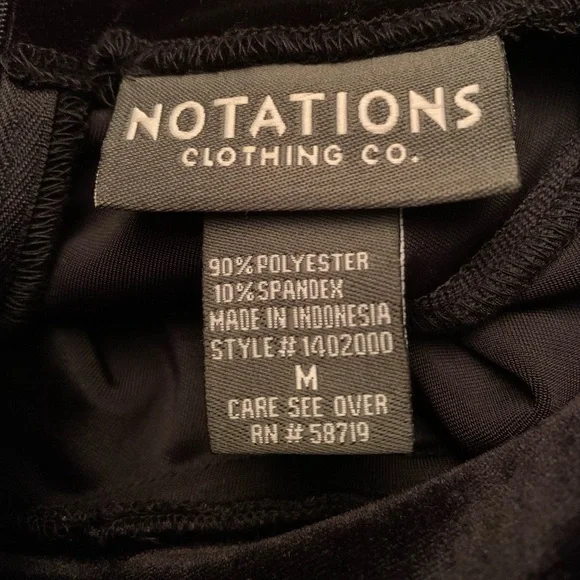 NOTATIONS
CLOTHING CO.
90% POLYESTER
10% SPANDEX
MADE IN INDONESIA
STYLE # 1402000
M
CARE SEE OVER
RN # 58719